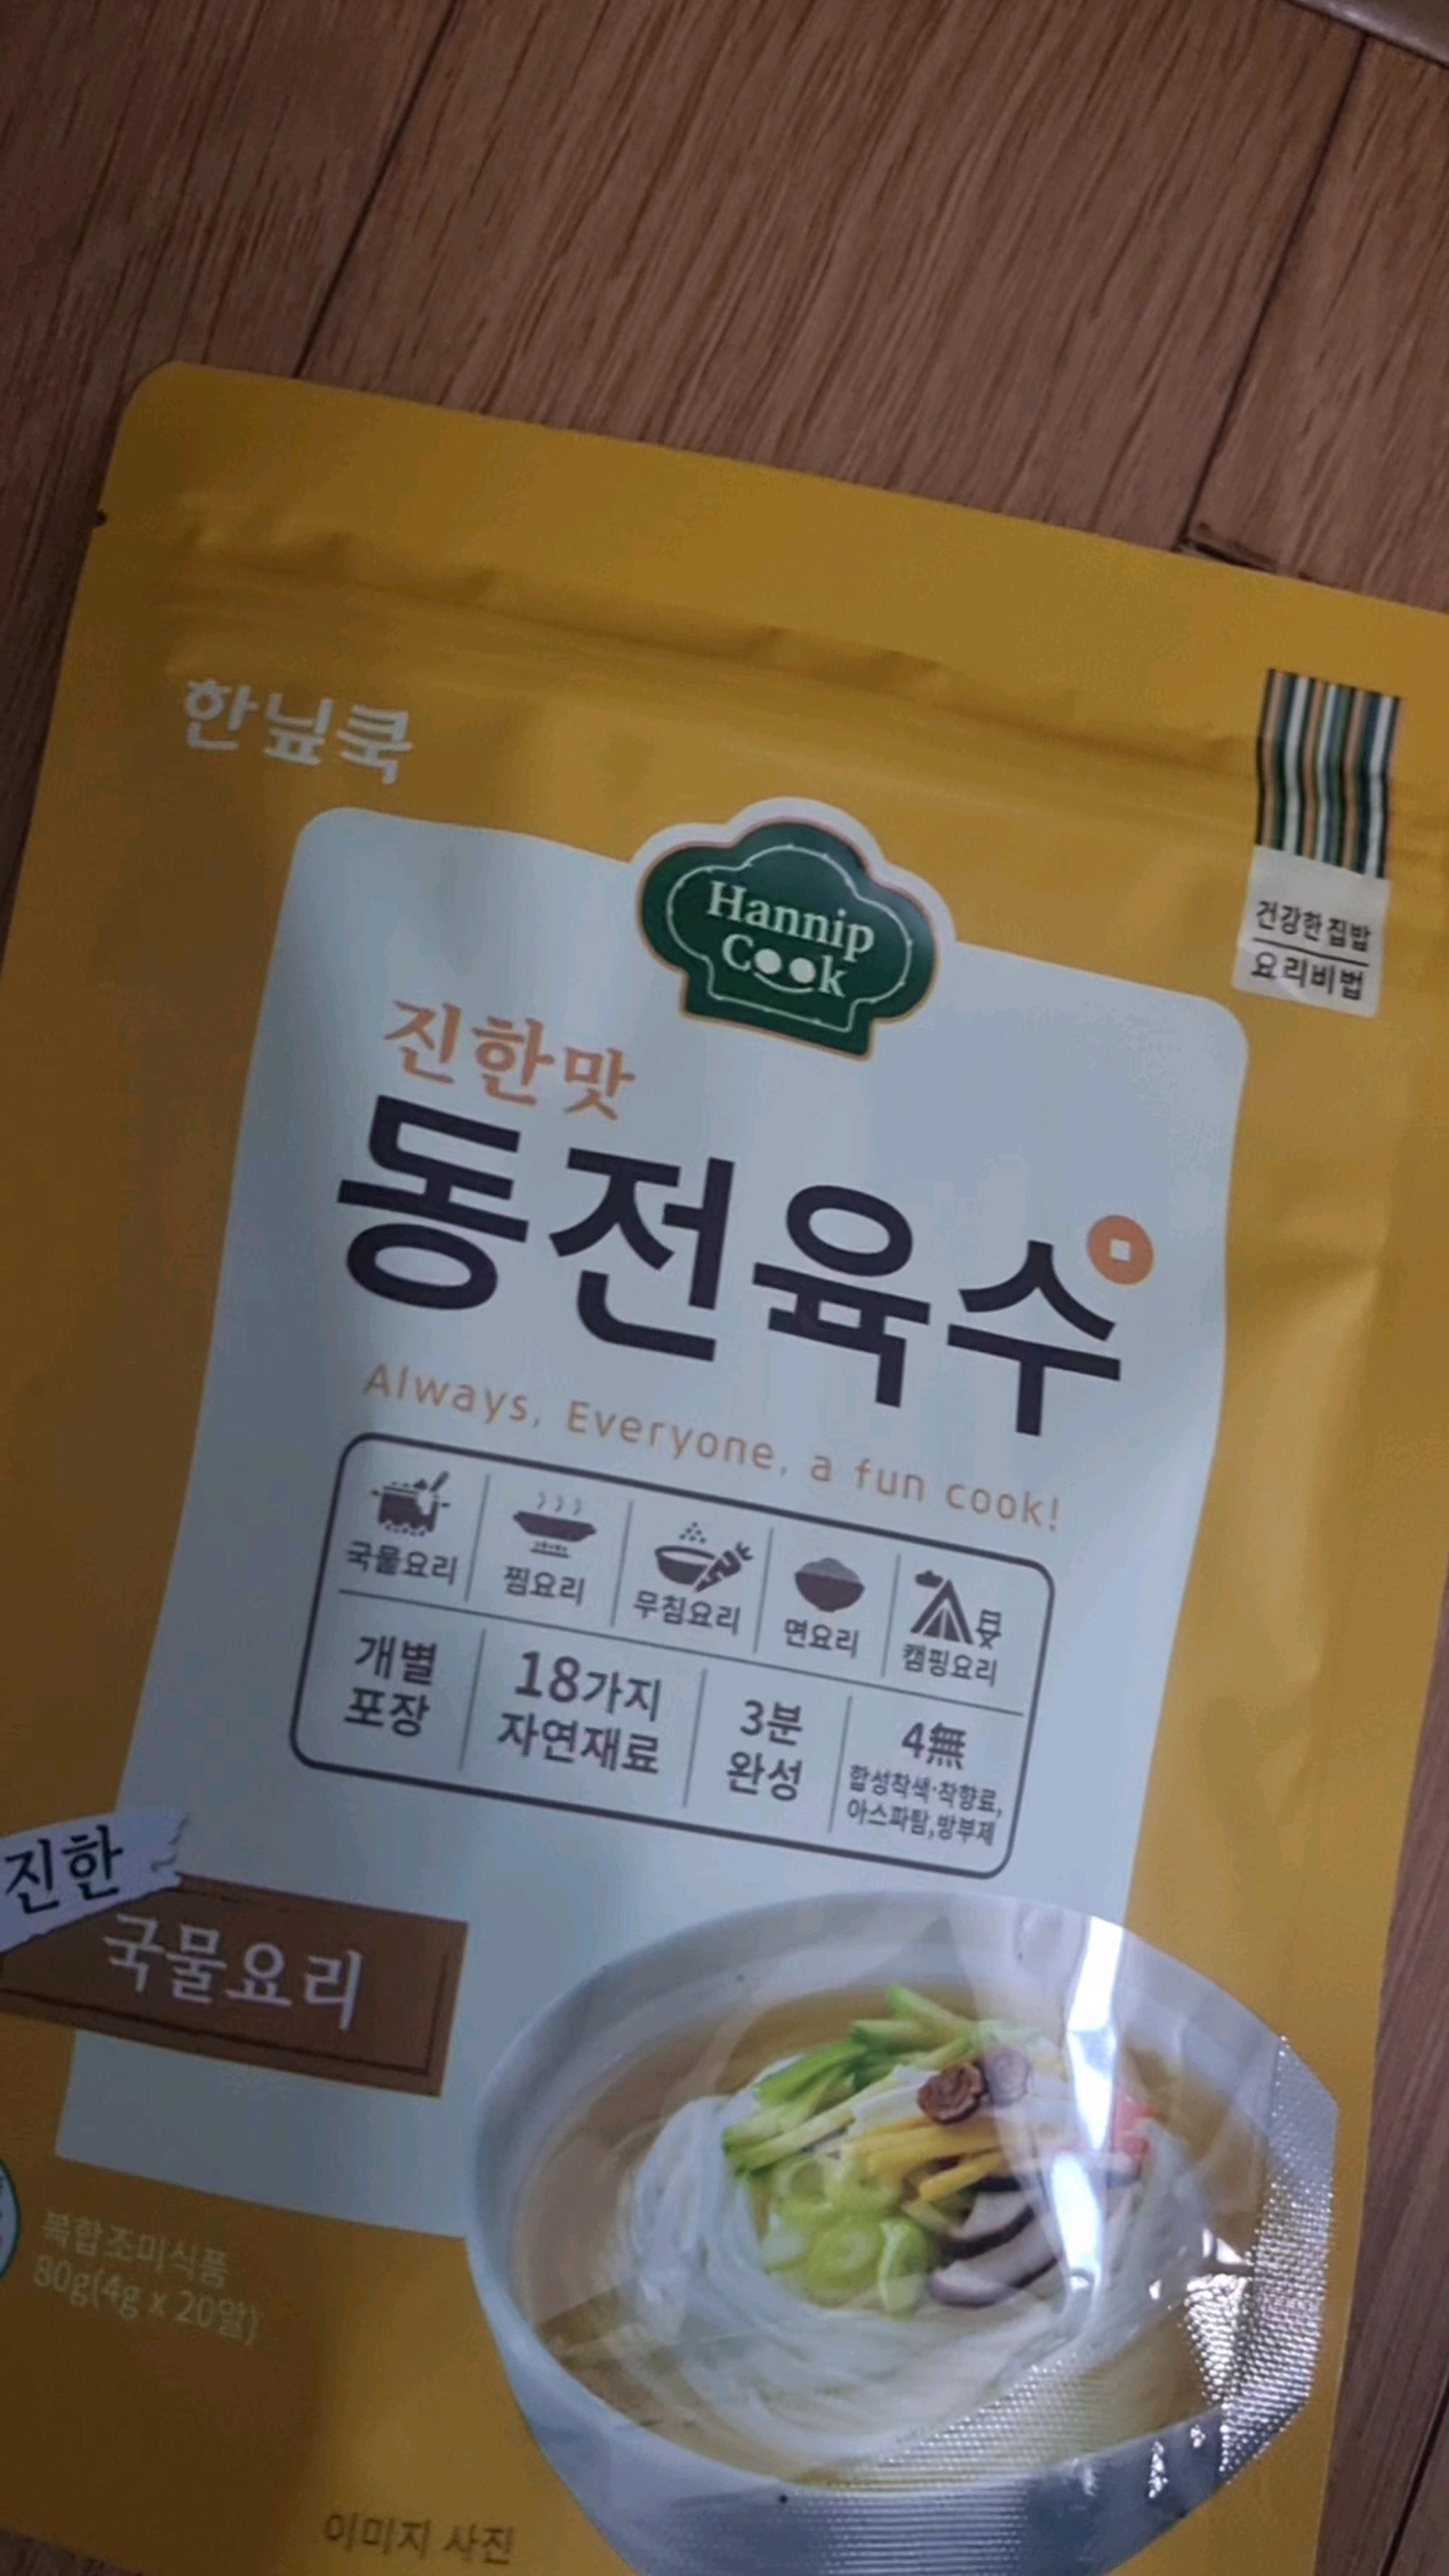 한닢쿡
Hannip
Cook
건강한 집밥
요리비법
진한맛
동전육수
Always, Everyone, a fun cook!
국물요리
찜요리
무침요리
면요리
캠핑요리
개별
포장
18가지
자연재료
3분
완성
4無
합성착색·착향료,
아스파탐,방부제
진한
국물요리
복합조미식품
80g(4g x 20알)
이미지 사진